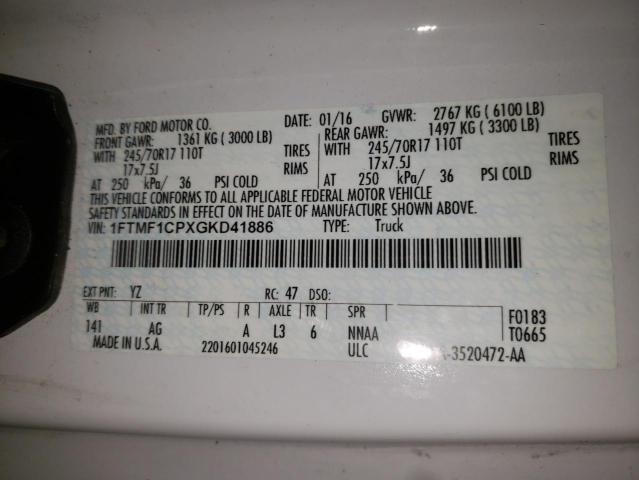 MFD. BY FORD MOTOR CO. DATE: 01/16 GVWR: 2767 KG (6100 LB)
FRONT GAWR: 1361 KG (3000 LB) REAR GAWR: 1497 KG (3300 LB)
WITH 245/70R17 110T TIRES WITH 245/70R17 110T TIRES
17x7.5J RIMS 17x7.5J RIMS
AT 250 kPa/ 36 PSI COLD AT 250 kPa/ 36 PSI COLD
THIS VEHICLE CONFORMS TO ALL APPLICABLE FEDERAL MOTOR VEHICLE
SAFETY STANDARDS IN EFFECT ON THE DATE OF MANUFACTURE SHOWN ABOVE.
VIN: 1FTMF1CPXGKD41886 TYPE: Truck
EXT PNT: YZ RC: 47 DSO:
WB INT TR TP/PS R AXLE TR SPR F0183
141 AG A L3 6 NNAA T0665
MADE IN U.S.A. 2201601045246 ULC -3520472-AA